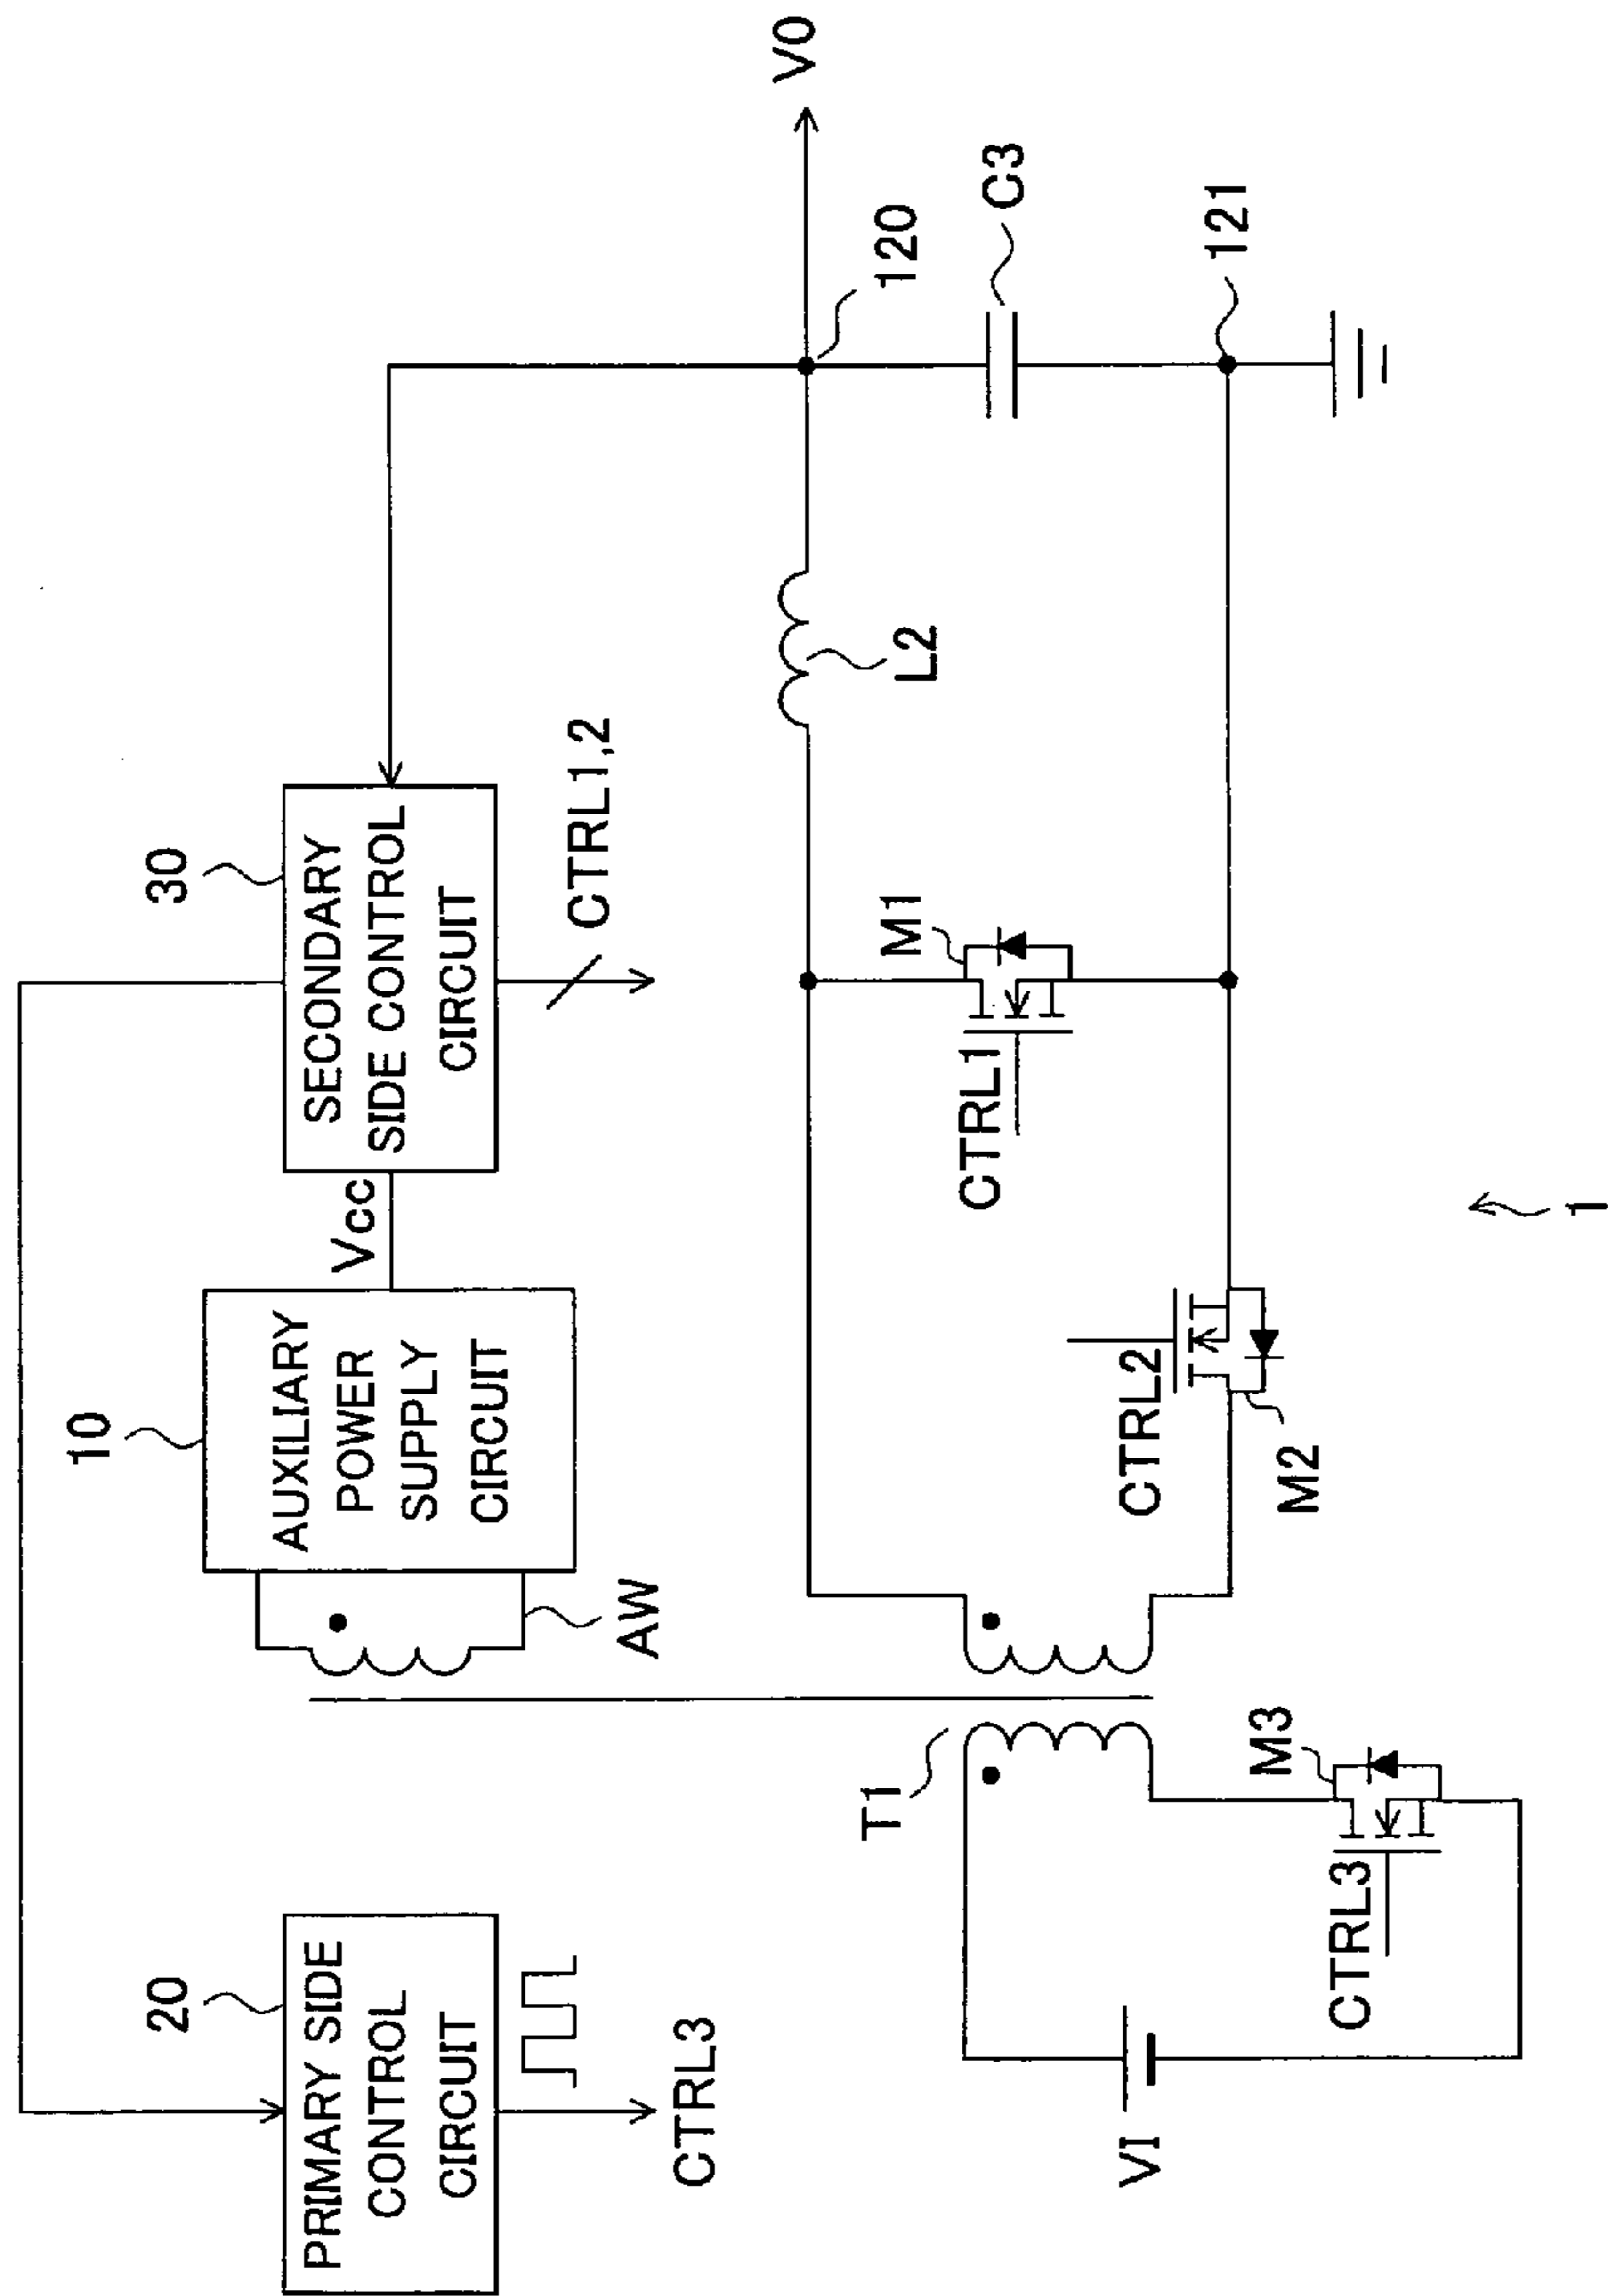 20
PRIMARY SIDE
CONTROL
CIRCUIT
CTRL3
10
AUXILIARY
POWER
SUPPLY
CIRCUIT
AW
Vcc
30
SECONDARY
SIDE CONTROL
CIRCUIT
CTRL1,2
VI
T1
M3
CTRL3
CTRL2
M2
M1
CTRL1
L2
120
VO
C3
121
1